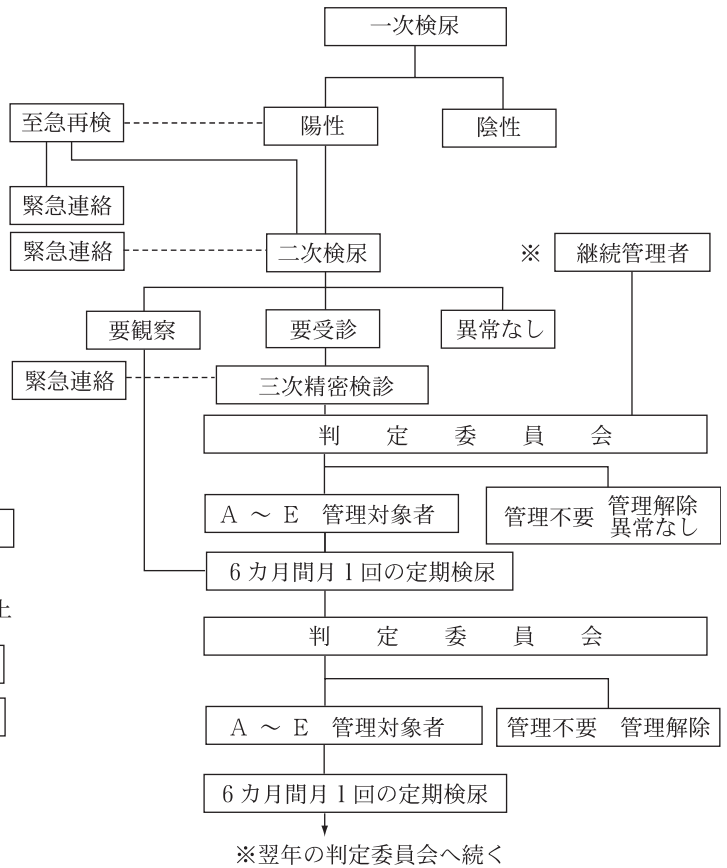 一次検尿
至急再検
陽性
陰性
緊急連絡
緊急連絡
二次検尿
※
継続管理者
要観察
要受診
異常なし
緊急連絡
三次精密検診
判 定 委 員 会
A ～ E 管理対象者
管理不要
管理解除
異常なし
6カ月間月1回の定期検尿
判 定 委 員 会
A ～ E 管理対象者
管理不要 管理解除
6カ月間月1回の定期検尿
※翌年の判定委員会へ続く